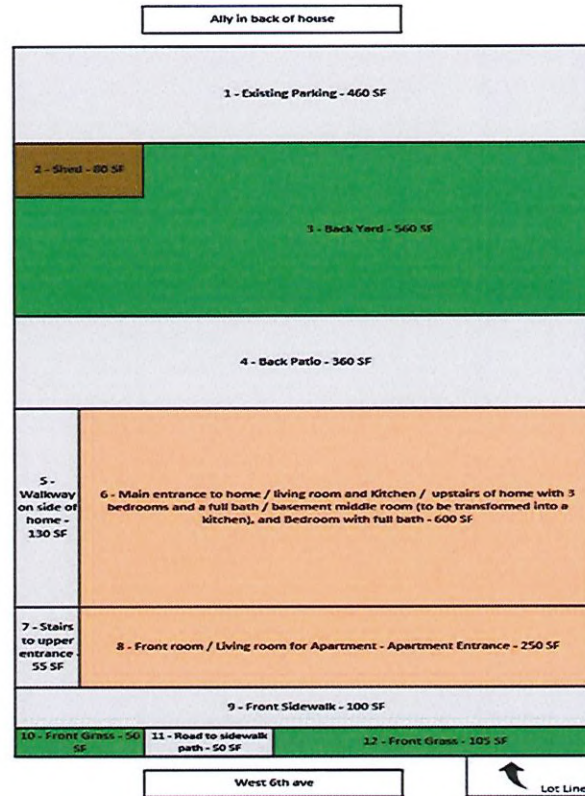 Ally in back of house
1 - Existing Parking - 460 SF
2 - Shed - 80 SF
3 - Back Yard - 560 SF
4 - Back Patio - 360 SF
5 -
Walkway
on side of
home -
130 SF
6 - Main entrance to home / living room and Kitchen / upstairs of home with 3
bedrooms and a full bath / basement middle room (to be transformed into a
kitchen), and Bedroom with full bath - 600 SF
7 - Stairs
to upper
entrance -
55 SF
8 - Front room / Living room for Apartment - Apartment Entrance - 250 SF
9 - Front Sidewalk - 100 SF
10 - Front Grass - 50
SF
11 - Road to sidewalk
path - 50 SF
12 - Front Grass - 105 SF
West 6th ave
Lot Line